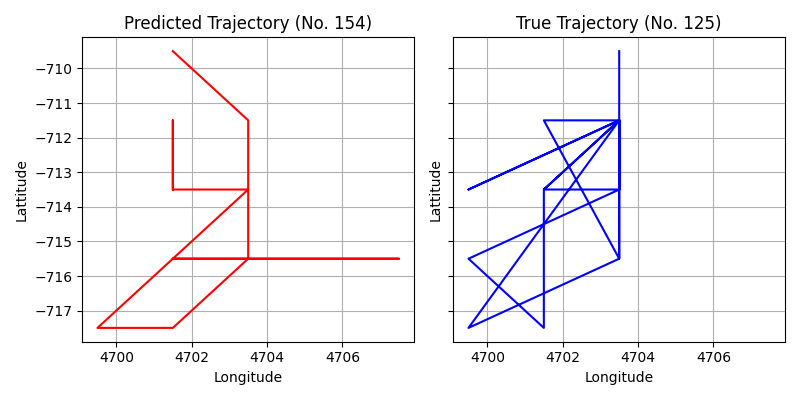 Predicted Trajectory (No. 154)
True Trajectory (No. 125)
−710
−711
−712
−713
−714
−715
−716
−717
Lattitude
Lattitude
4700 4702 4704 4706
4700 4702 4704 4706
Longitude
Longitude